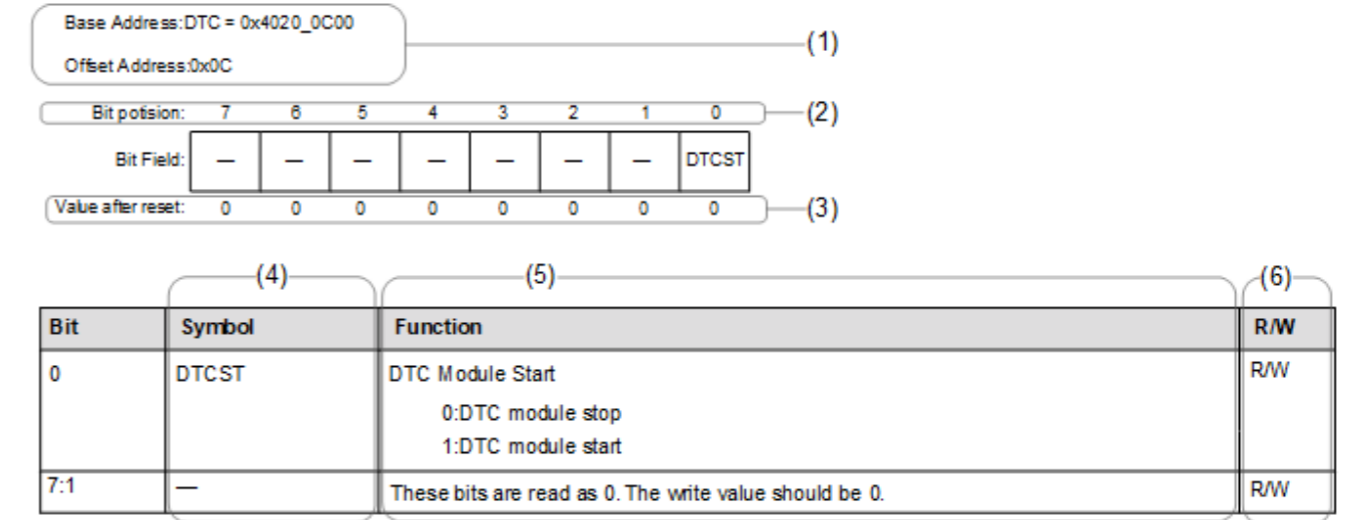 Base Address:DTC = 0x4020_0C00
(1)
Offset Address:0x0C
Bit potision: 7 6 5 4 3 2 1 0 (2)
Bit Field: — — — — — — — DTCST
Value after reset: 0 0 0 0 0 0 0 0 (3)
(4) (5) (6)
Bit Symbol Function R/W
0 DTCST DTC Module Start R/W
0:DTC module stop
1:DTC module start
7:1 — These bits are read as 0. The write value should be 0. R/W